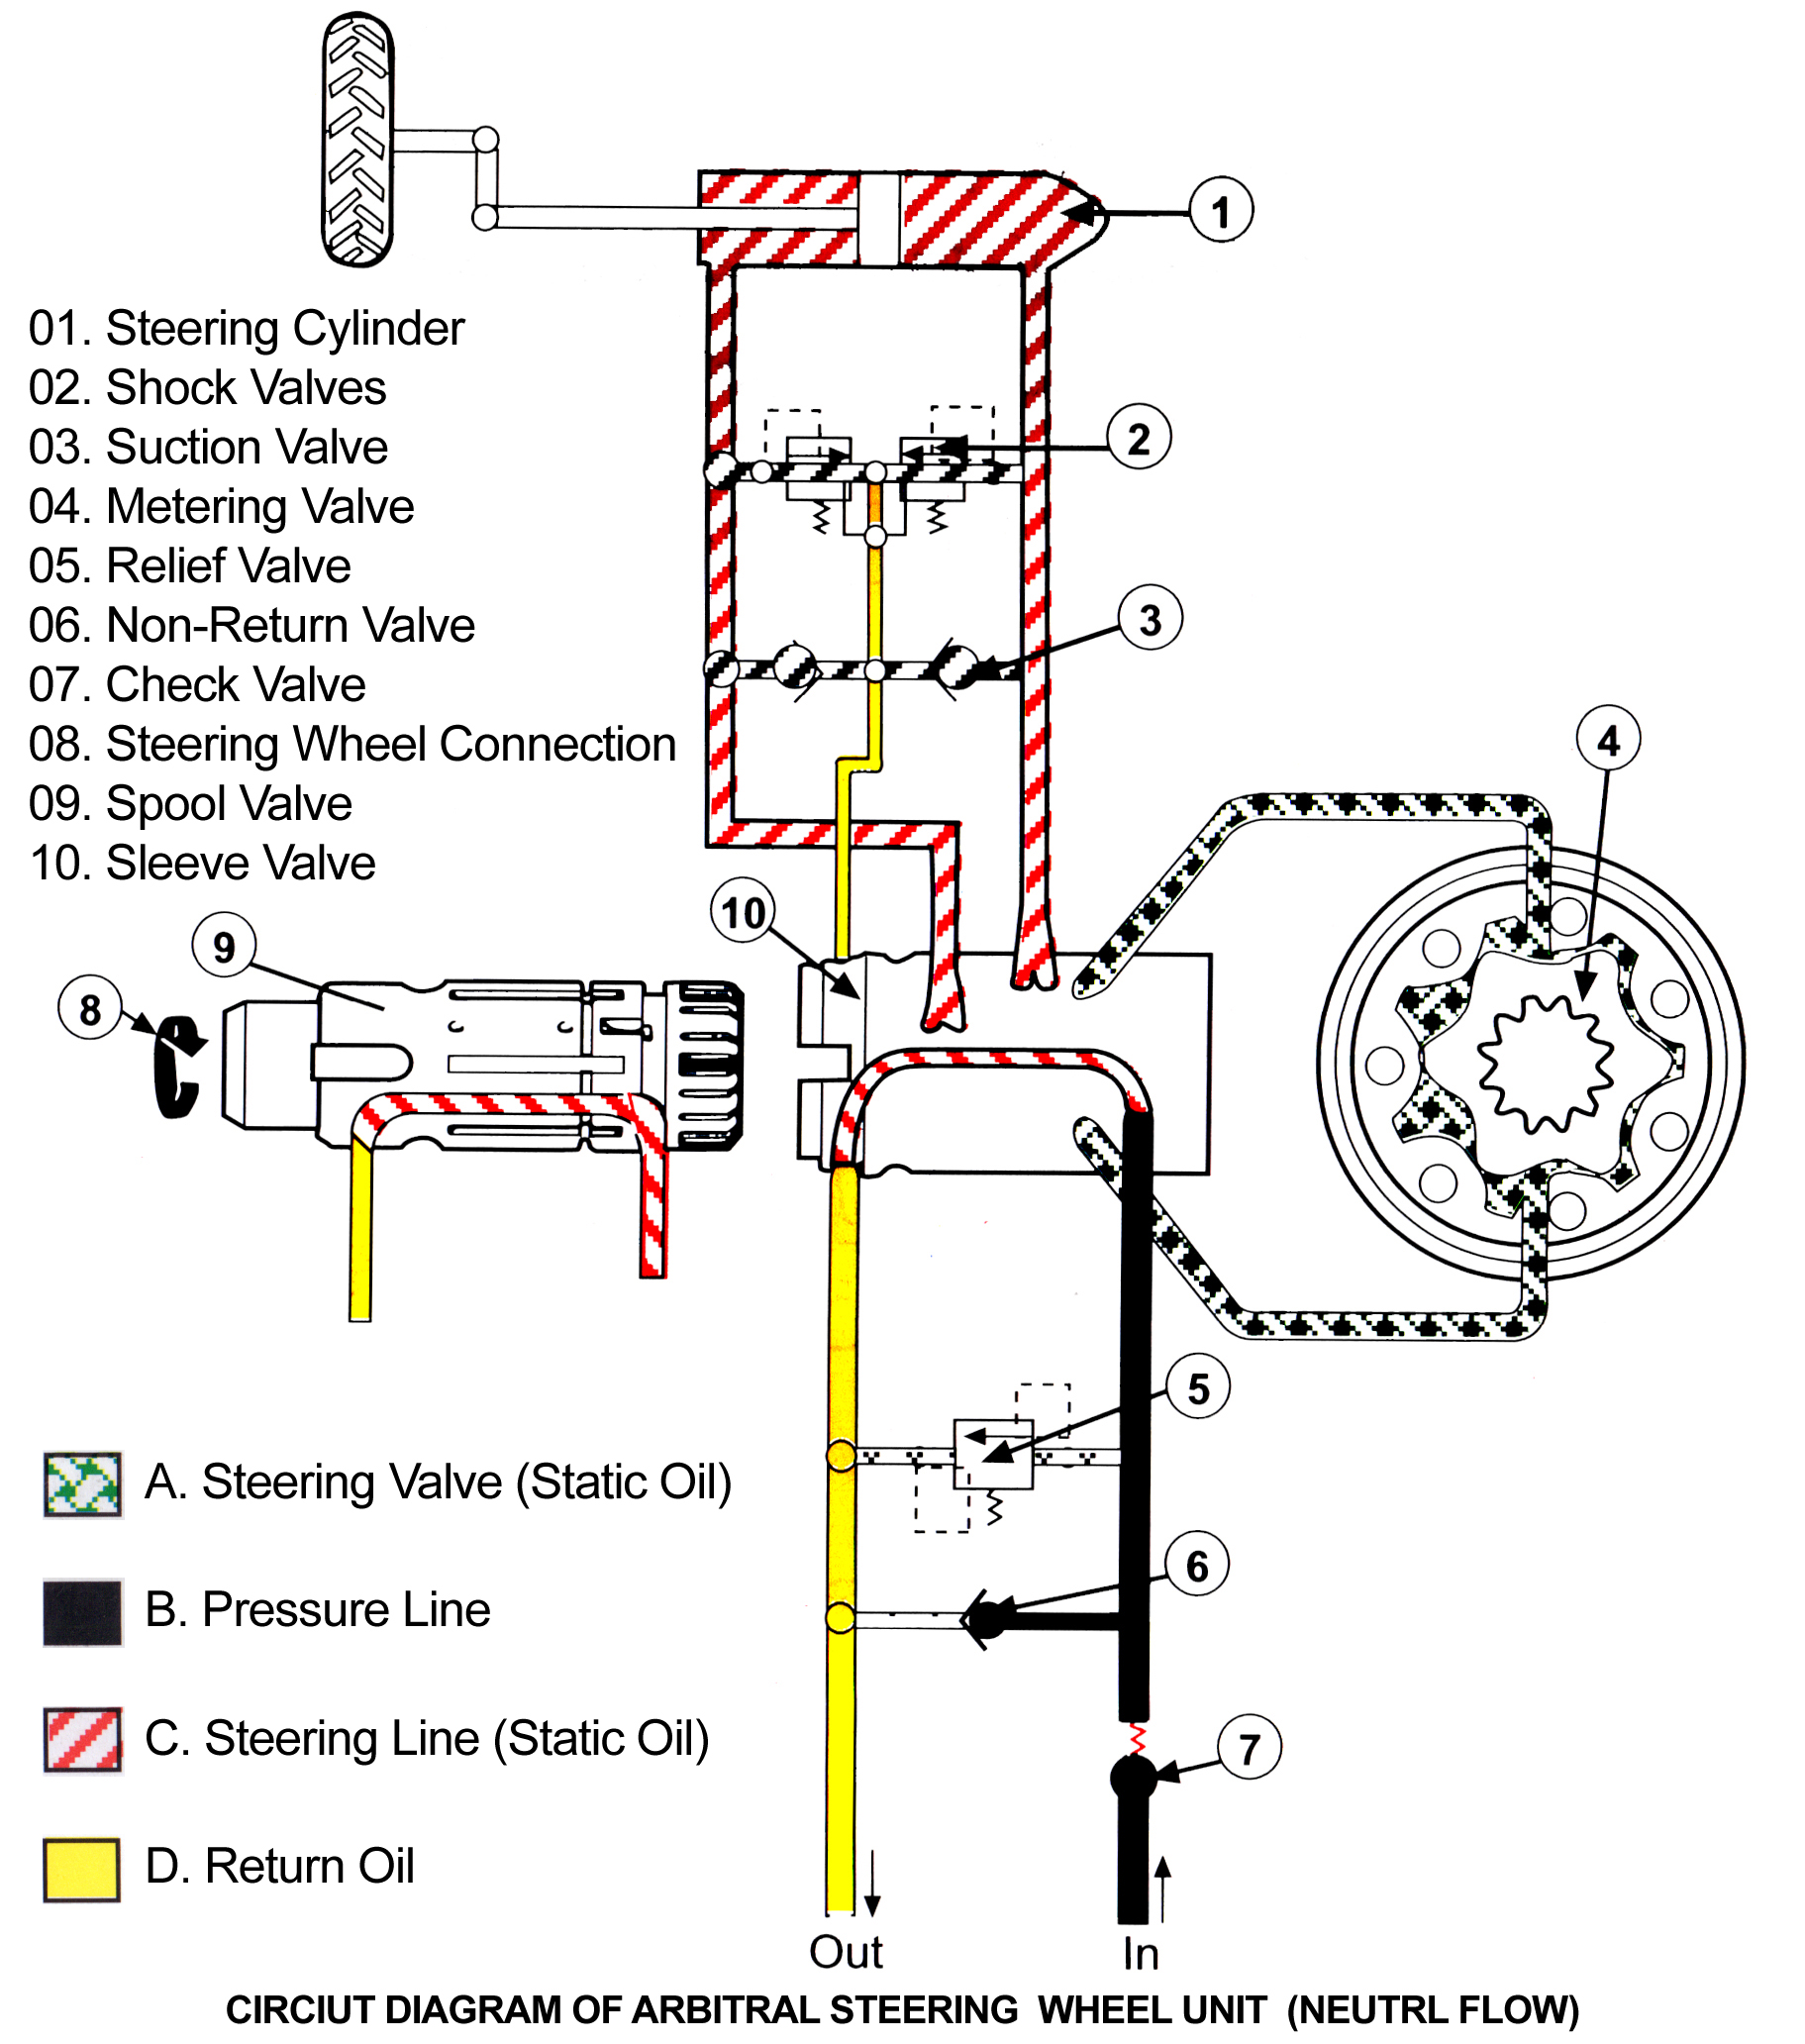 1
01. Steering Cylinder
02. Shock Valves
03. Suction Valve
04. Metering Valve
05. Relief Valve
06. Non-Return Valve
07. Check Valve
08. Steering Wheel Connection
09. Spool Valve
10. Sleeve Valve
2
3
4
10
9
8
5
6
7
A. Steering Valve (Static Oil)
B. Pressure Line
C. Steering Line (Static Oil)
D. Return Oil
Out
In
CIRCIUT DIAGRAM OF ARBITRAL STEERING WHEEL UNIT (NEUTRL FLOW)